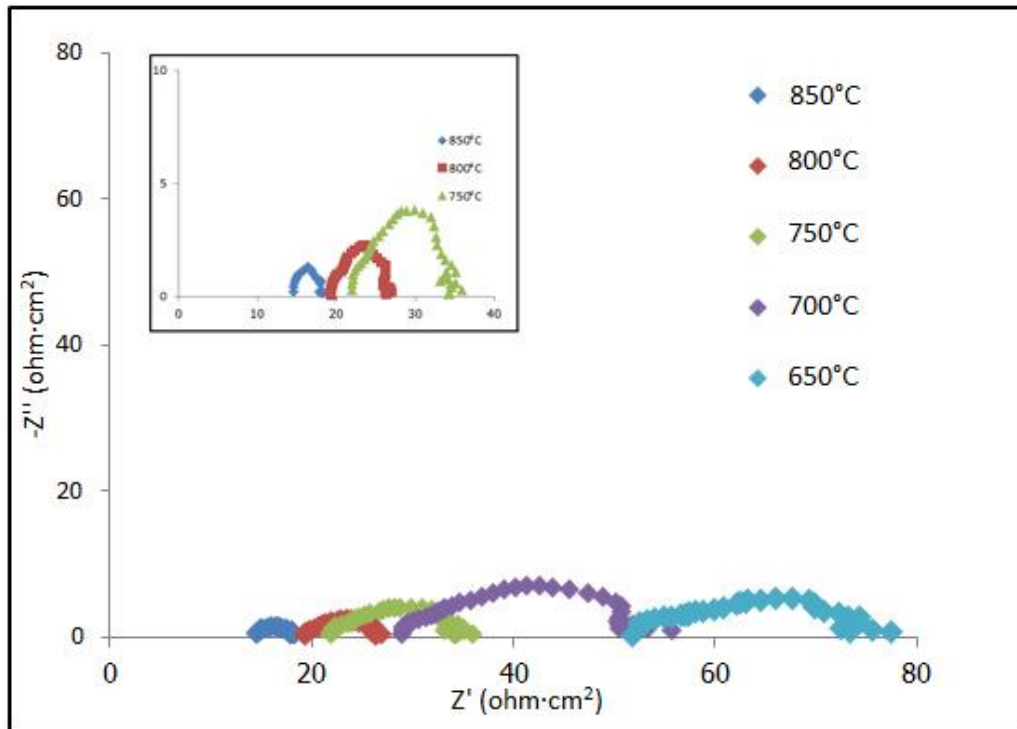 80
60
40
20
0
-Z'' (ohm·cm²)
0 20 40 60 80
Z' (ohm·cm²)
850°C
800°C
750°C
700°C
650°C
10
5
0
0 10 20 30 40
850°C
800°C
750°C